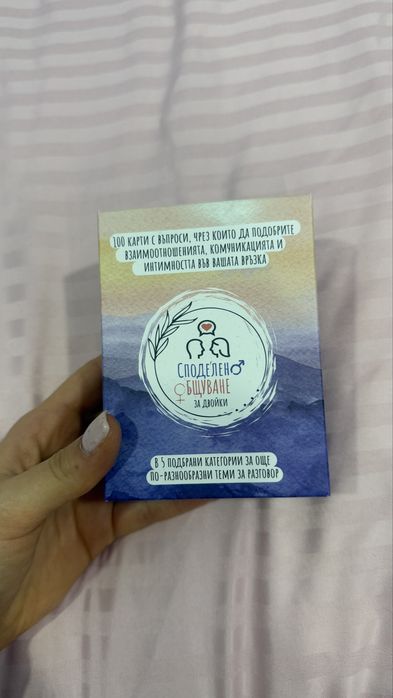 100 КАРТИ С ВЪПРОСИ, ЧРЕЗ КОИТО ДА ПОДОБРИТЕ
ВЗАИМООТНОШЕНИЯТА, КОМУНИКАЦИЯТА И
ИНТИМНОСТТА ВЪВ ВАШАТА ВРЪЗКА
СПОДЕЛЕНО
ОБЩУВАНЕ
ЗА ДВОЙКИ
В 5 ПОДБРАНИ КАТЕГОРИИ ЗА ОЩЕ
ПО-РАЗНООБРАЗНИ ТЕМИ ЗА РАЗГОВОР